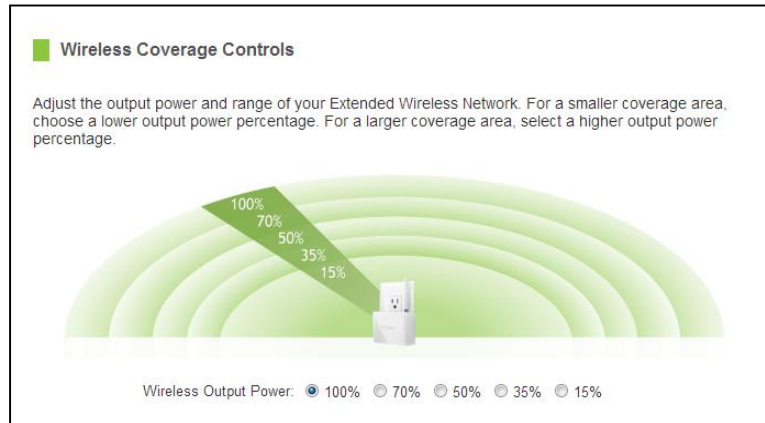 Wireless Coverage Controls
Adjust the output power and range of your Extended Wireless Network. For a smaller coverage area,
choose a lower output power percentage. For a larger coverage area, select a higher output power
percentage.
100%
70%
50%
35%
15%
Wireless Output Power: 100% 70% 50% 35% 15%